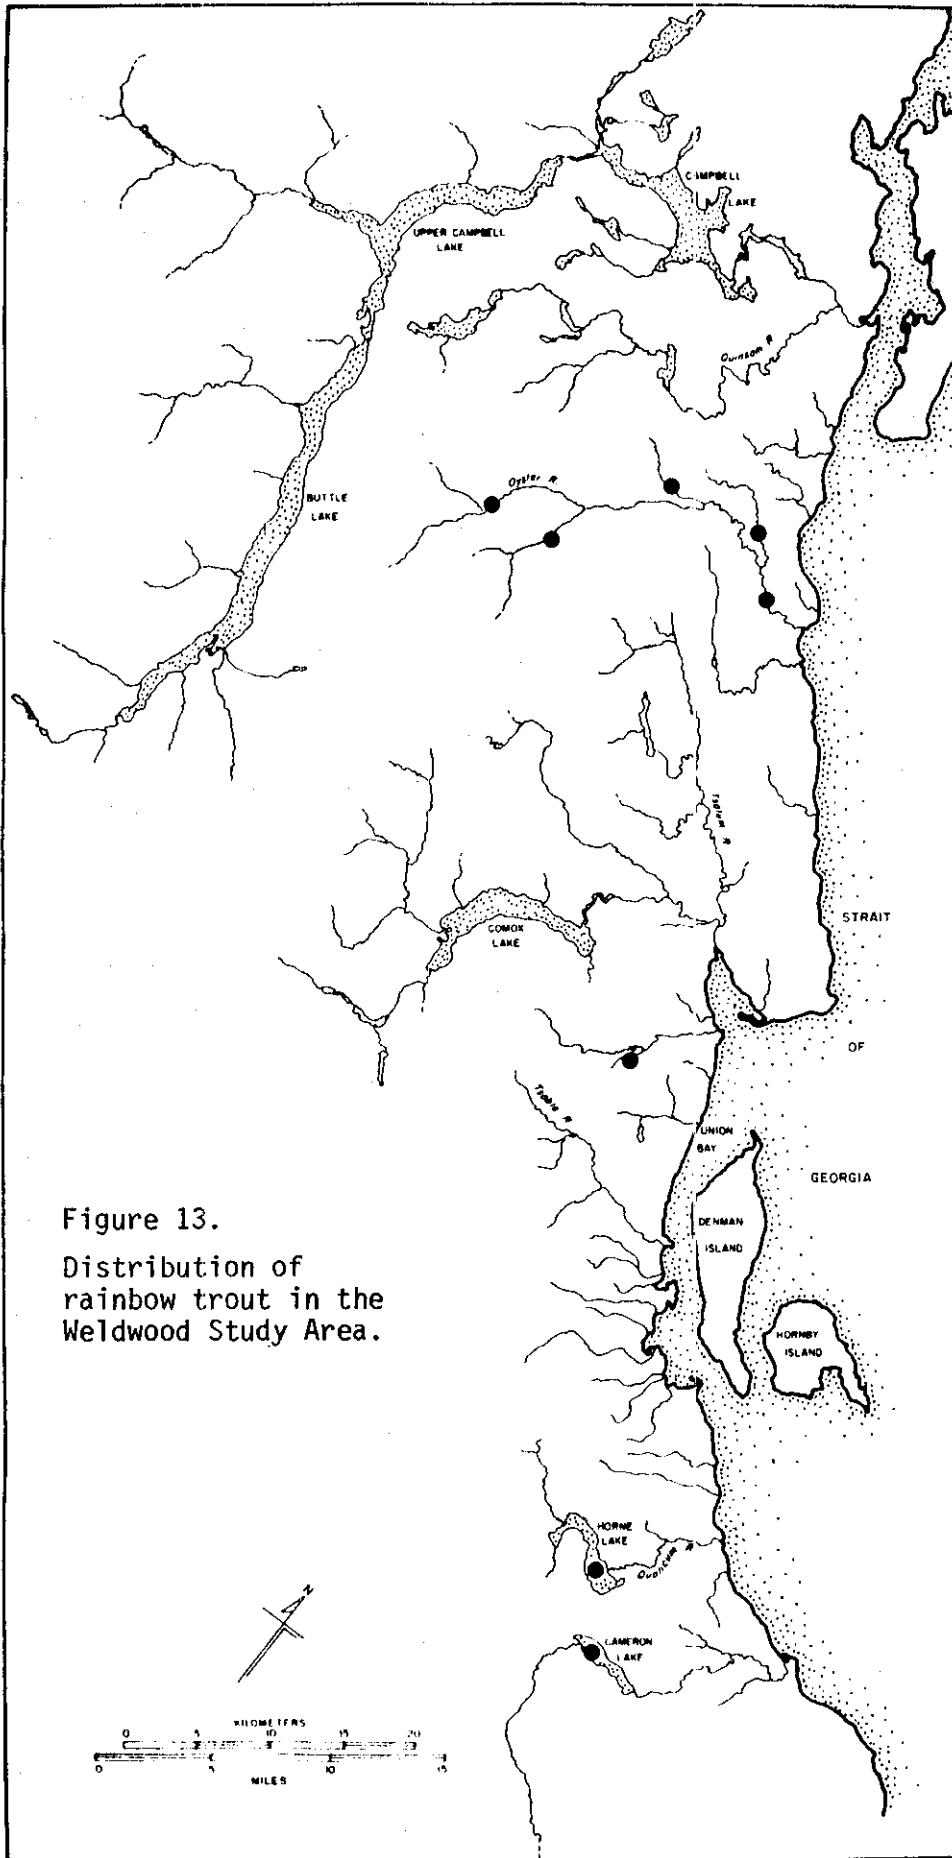 CAMPBELL
LAKE
UPPER CAMPBELL
LAKE
Quinsam R
BUTTLE
LAKE
Oyster R
Tsolum R
COMOX
LAKE
STRAIT
OF
GEORGIA
Tsable R
UNION
BAY
DENMAN
ISLAND
HORNBY
ISLAND
Figure 13.
Distribution of
rainbow trout in the
Weldwood Study Area.
HORNE
LAKE
Qualicum R
CAMERON
LAKE
N
KILOMETERS
0 5 10 15 20
0 5 10 15
MILES